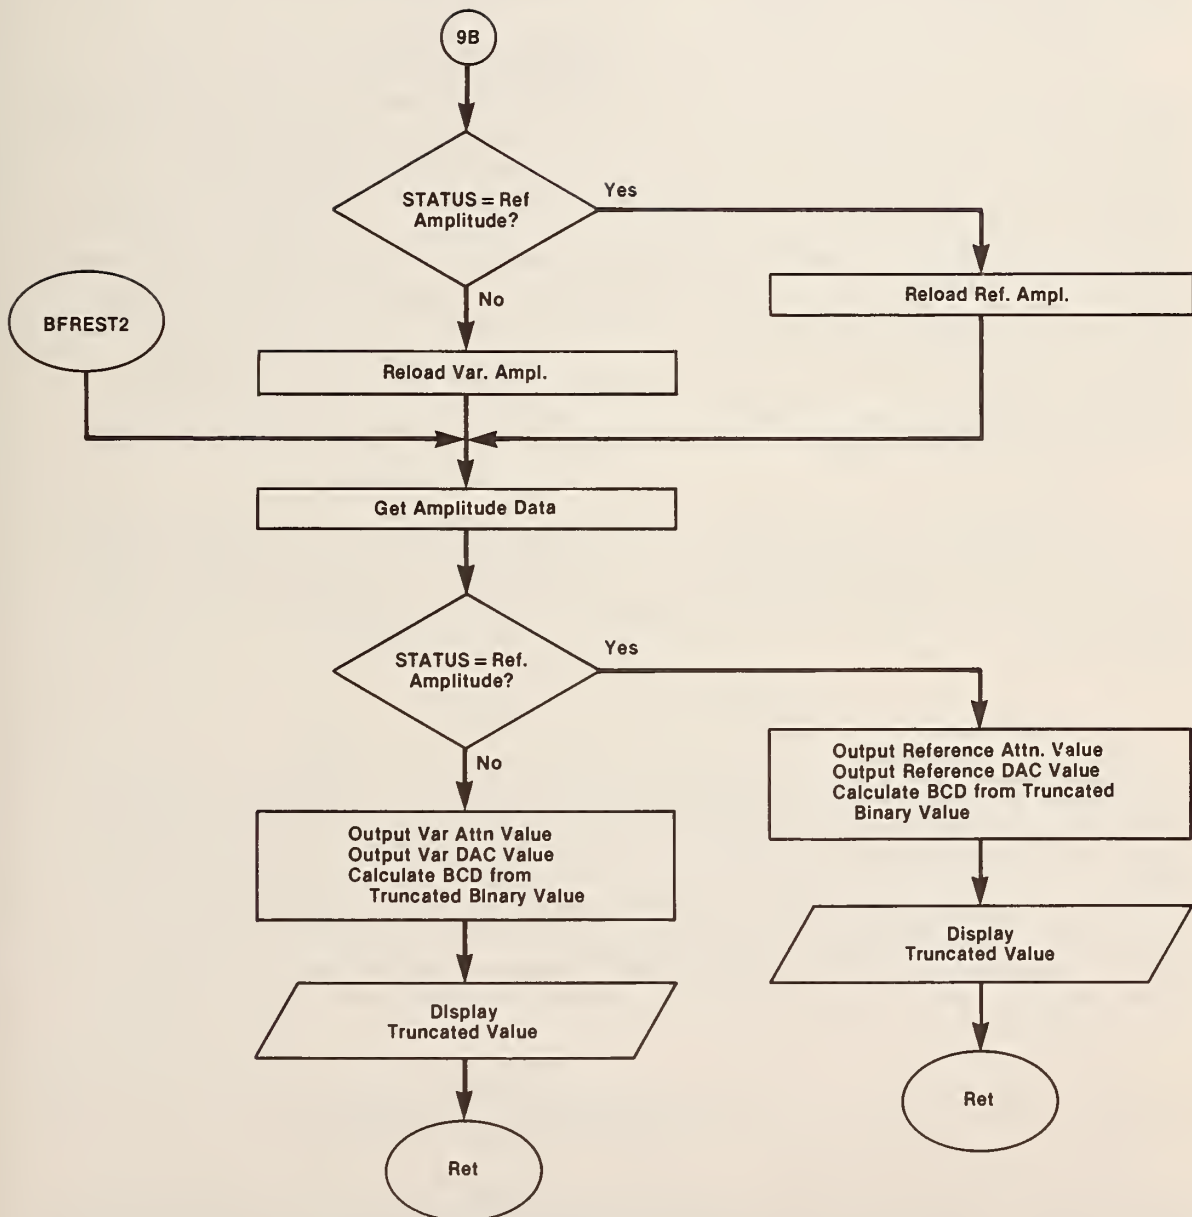 9B
STATUS = Ref
Amplitude?
Yes
No
Reload Ref. Ampl.
BFREST2
Reload Var. Ampl.
Get Amplitude Data
STATUS = Ref.
Amplitude?
Yes
No
Output Reference Attn. Value
Output Reference DAC Value
Calculate BCD from Truncated
Binary Value
Output Var Attn Value
Output Var DAC Value
Calculate BCD from
Truncated Binary Value
Display
Truncated Value
Display
Truncated Value
Ret
Ret